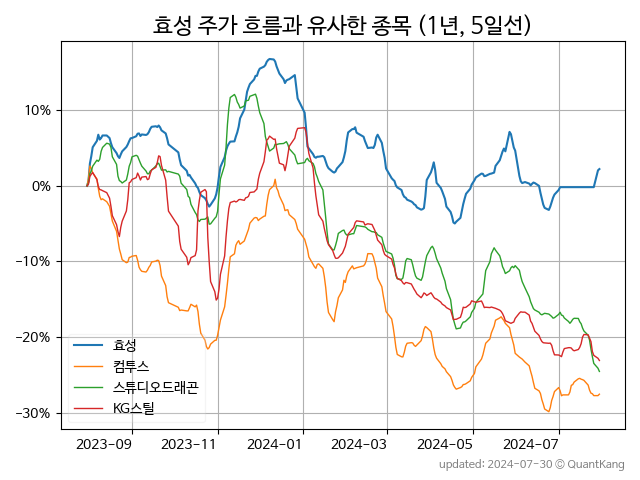 효성 주가 흐름과 유사한 종목 (1년, 5일선)
10%
0%
−10%
−20%
−30%
효성
컴투스
스튜디오드래곤
KG스틸
2023-09 2023-11 2024-01 2024-03 2024-05 2024-07
updated: 2024-07-30 © QuantKang